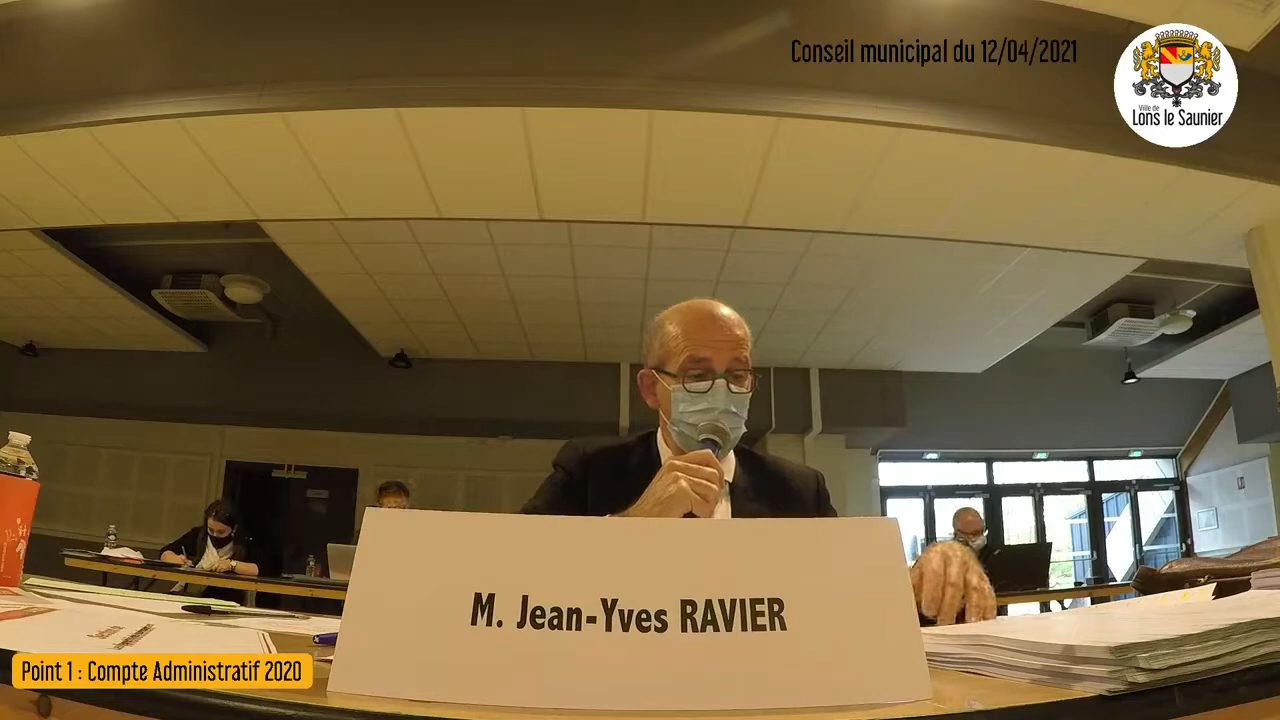 Conseil municipal du 12/04/2021
Ville de
Lons le Saunier
M. Jean-Yves RAVIER
Point 1 : Compte Administratif 2020